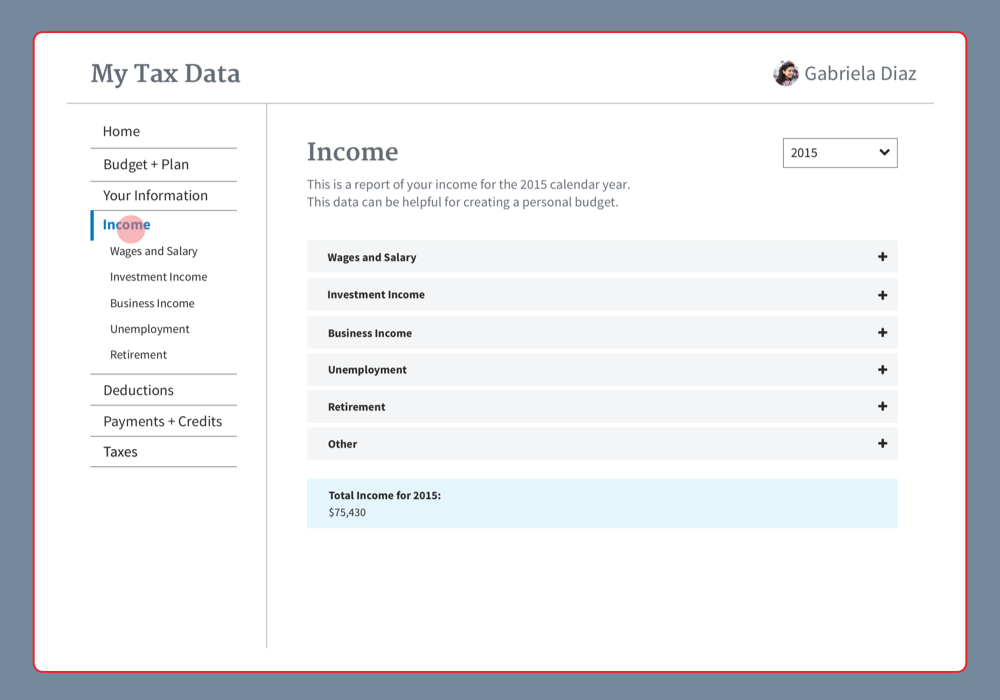 My Tax Data
Gabriela Diaz
Home
Budget + Plan
Your Information
Income
Wages and Salary
Investment Income
Business Income
Unemployment
Retirement
Deductions
Payments + Credits
Taxes
Income
2015
This is a report of your income for the 2015 calendar year.
This data can be helpful for creating a personal budget.
Wages and Salary
Investment Income
Business Income
Unemployment
Retirement
Other
Total Income for 2015:
$75,430